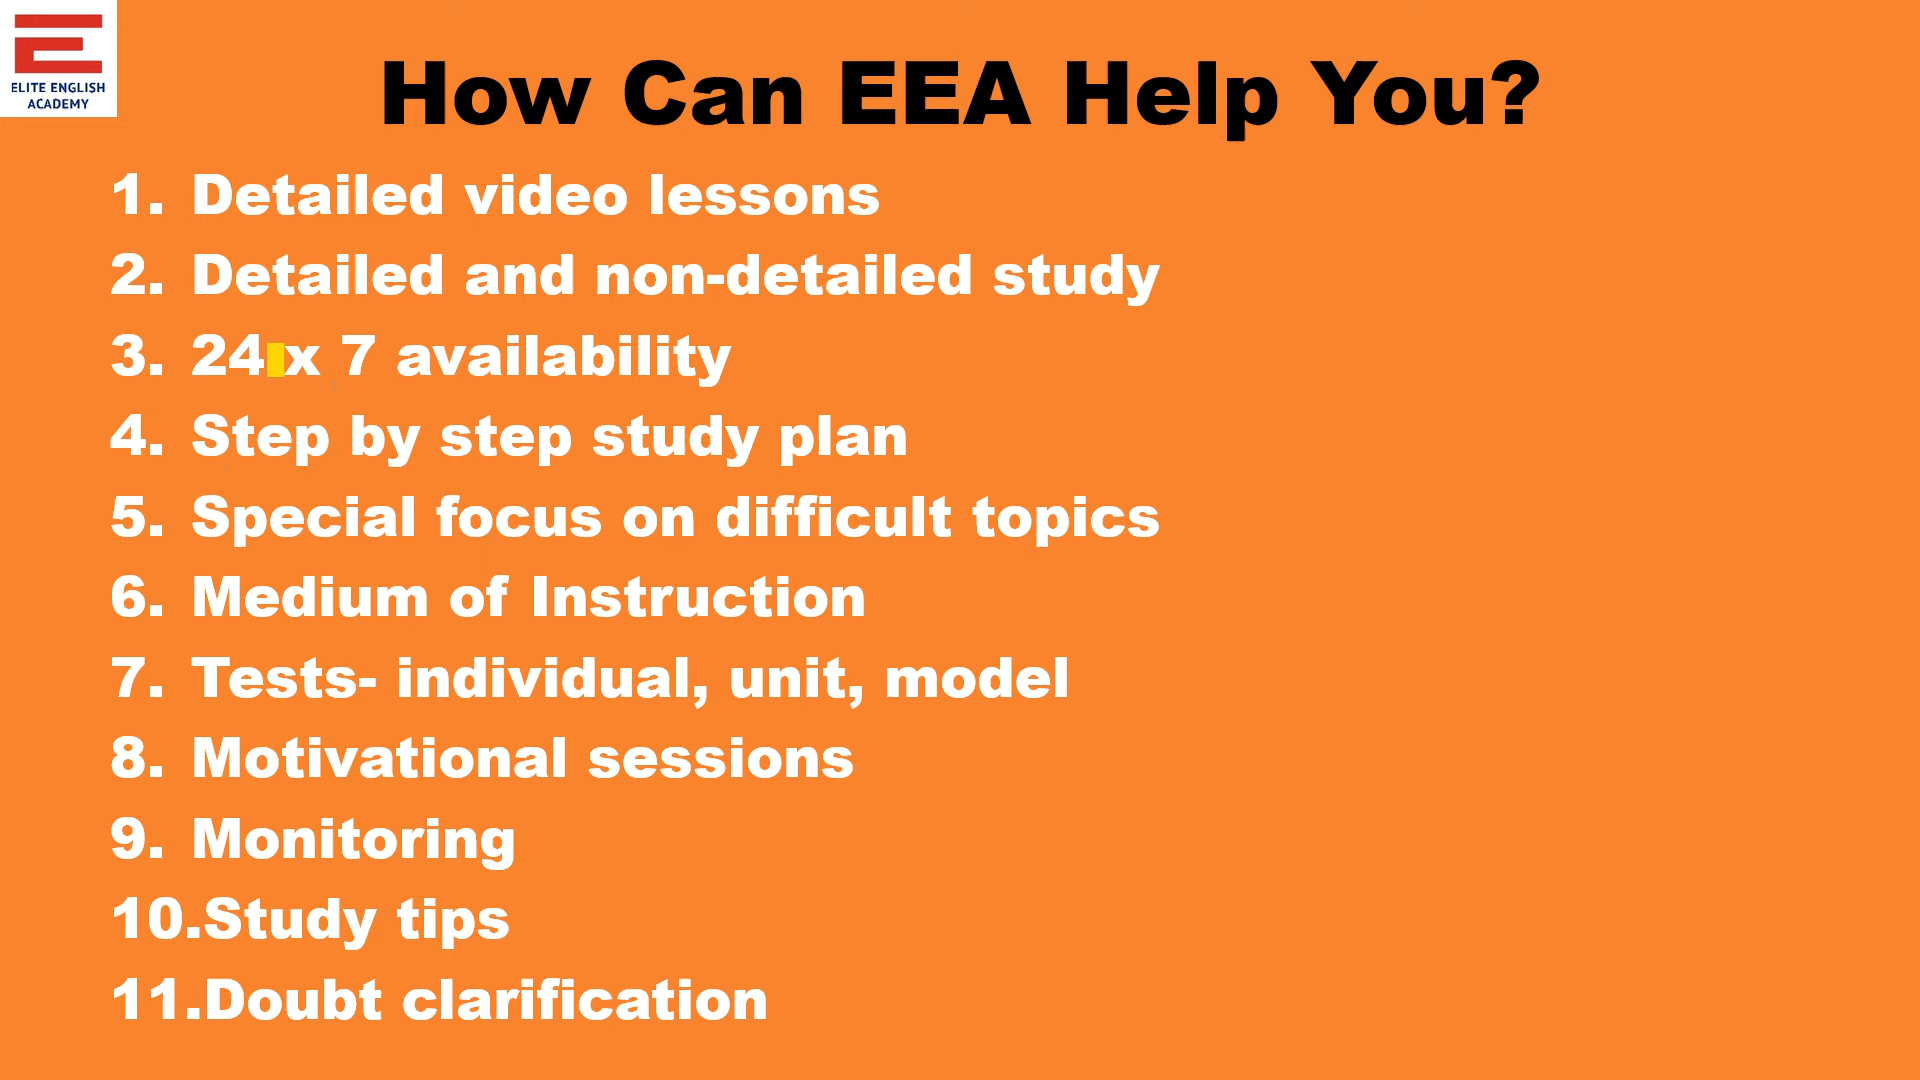 ELITE ENGLISH
ACADEMY
How Can EEA Help You?
1. Detailed video lessons
2. Detailed and non-detailed study
3. 24 x 7 availability
4. Step by step study plan
5. Special focus on difficult topics
6. Medium of Instruction
7. Tests- individual, unit, model
8. Motivational sessions
9. Monitoring
10.Study tips
11.Doubt clarification